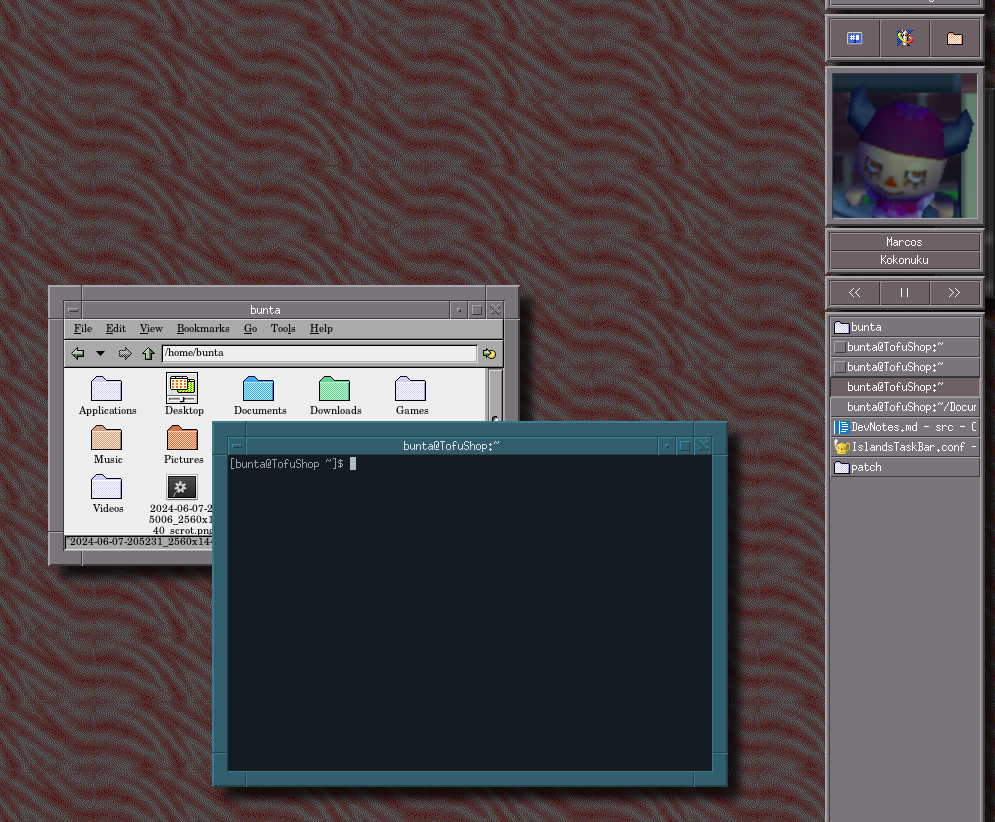 bunta
File Edit View Bookmarks Go Tools Help
/home/bunta
Applications Desktop Documents Downloads Games
Music Pictures
Videos 2024-06-07-2
5006_2560x1
40_scrot.png
2024-06-07-205231_2560x144
bunta@TofuShop:~
[bunta@TofuShop ~]$
Marcos
Kokonuku
<< || >>
bunta
bunta@TofuShop:~
bunta@TofuShop:~
bunta@TofuShop:~
bunta@TofuShop:~/Docum
DevNotes.md - src - C
IslandsTaskBar.conf -
patch